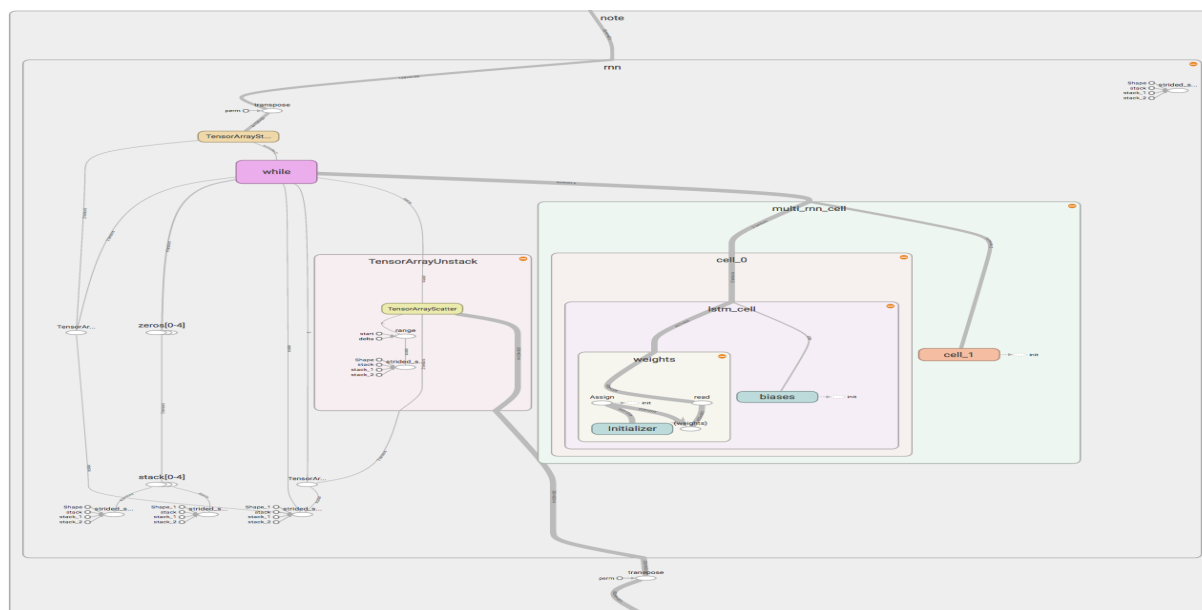 note
rnn
transpose
perm
Shape
stack
strided_s...
stack_1
stack_2
TensorArraySt...
while
multi_rnn_cell
TensorArrayUnstack
cell_0
TensorArrayScatter
lstm_cell
TensorAr...
zeros[0-4]
start
range
delta
Shape
stack
strided_s...
stack_1
stack_2
weights
cell_1
init
Assign
init
read
biases
init
Initializer
(weights)
stack[0-4]
TensorAr...
Shape
stack
strided_s...
stack_1
stack_2
Shape_1
stack
strided_s...
stack_1
stack_2
Shape_1
stack
strided_s...
stack_1
stack_2
transpose
perm